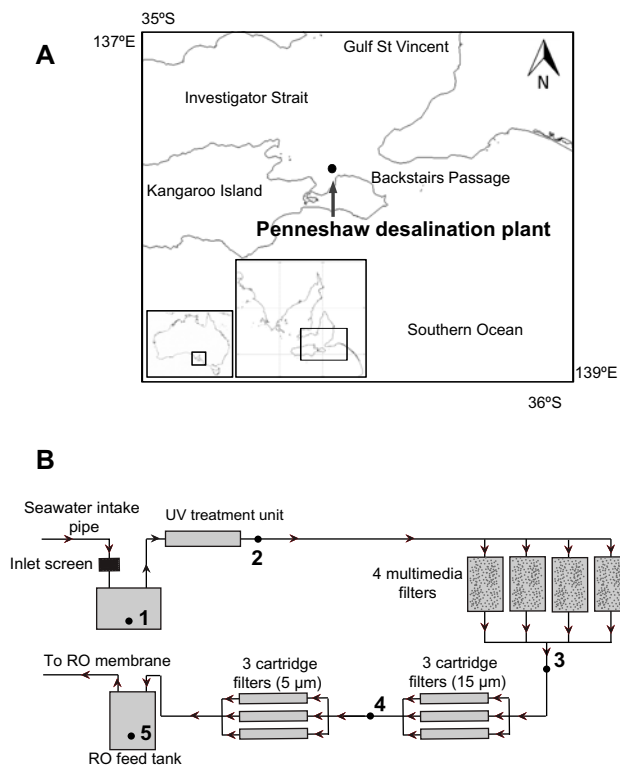 A
35ºS
137ºE
Gulf St Vincent
N
Investigator Strait
Backstairs Passage
Kangaroo Island
Penneshaw desalination plant
Southern Ocean
139ºE
36ºS
B
Seawater intake
pipe
UV treatment unit
Inlet screen
2
1
4 multimedia
filters
3
To RO membrane
3 cartridge
filters (5 µm)
3 cartridge
filters (15 µm)
4
5
RO feed tank